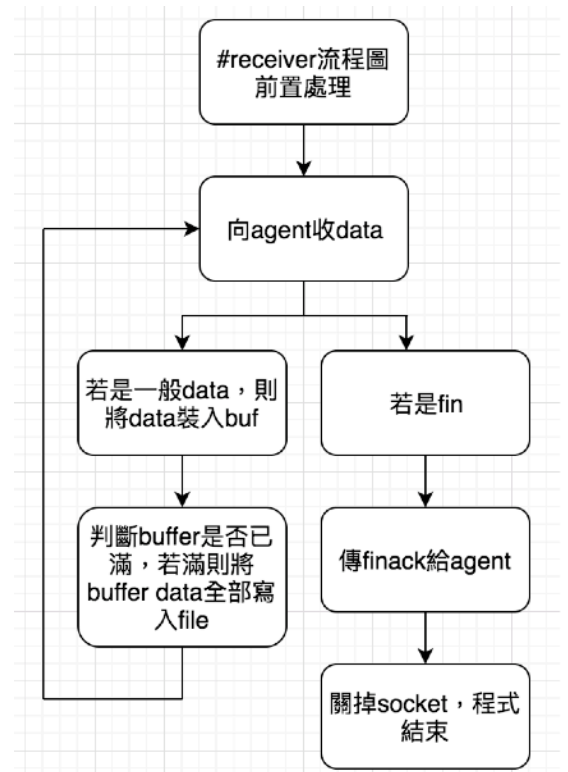 #receiver流程圖
前置處理
向agent收data
若是一般data，則
將data裝入buf
若是fin
判斷buffer是否已
滿，若滿則將
buffer data全部寫
入file
傳finack給agent
關掉socket，程式
結束